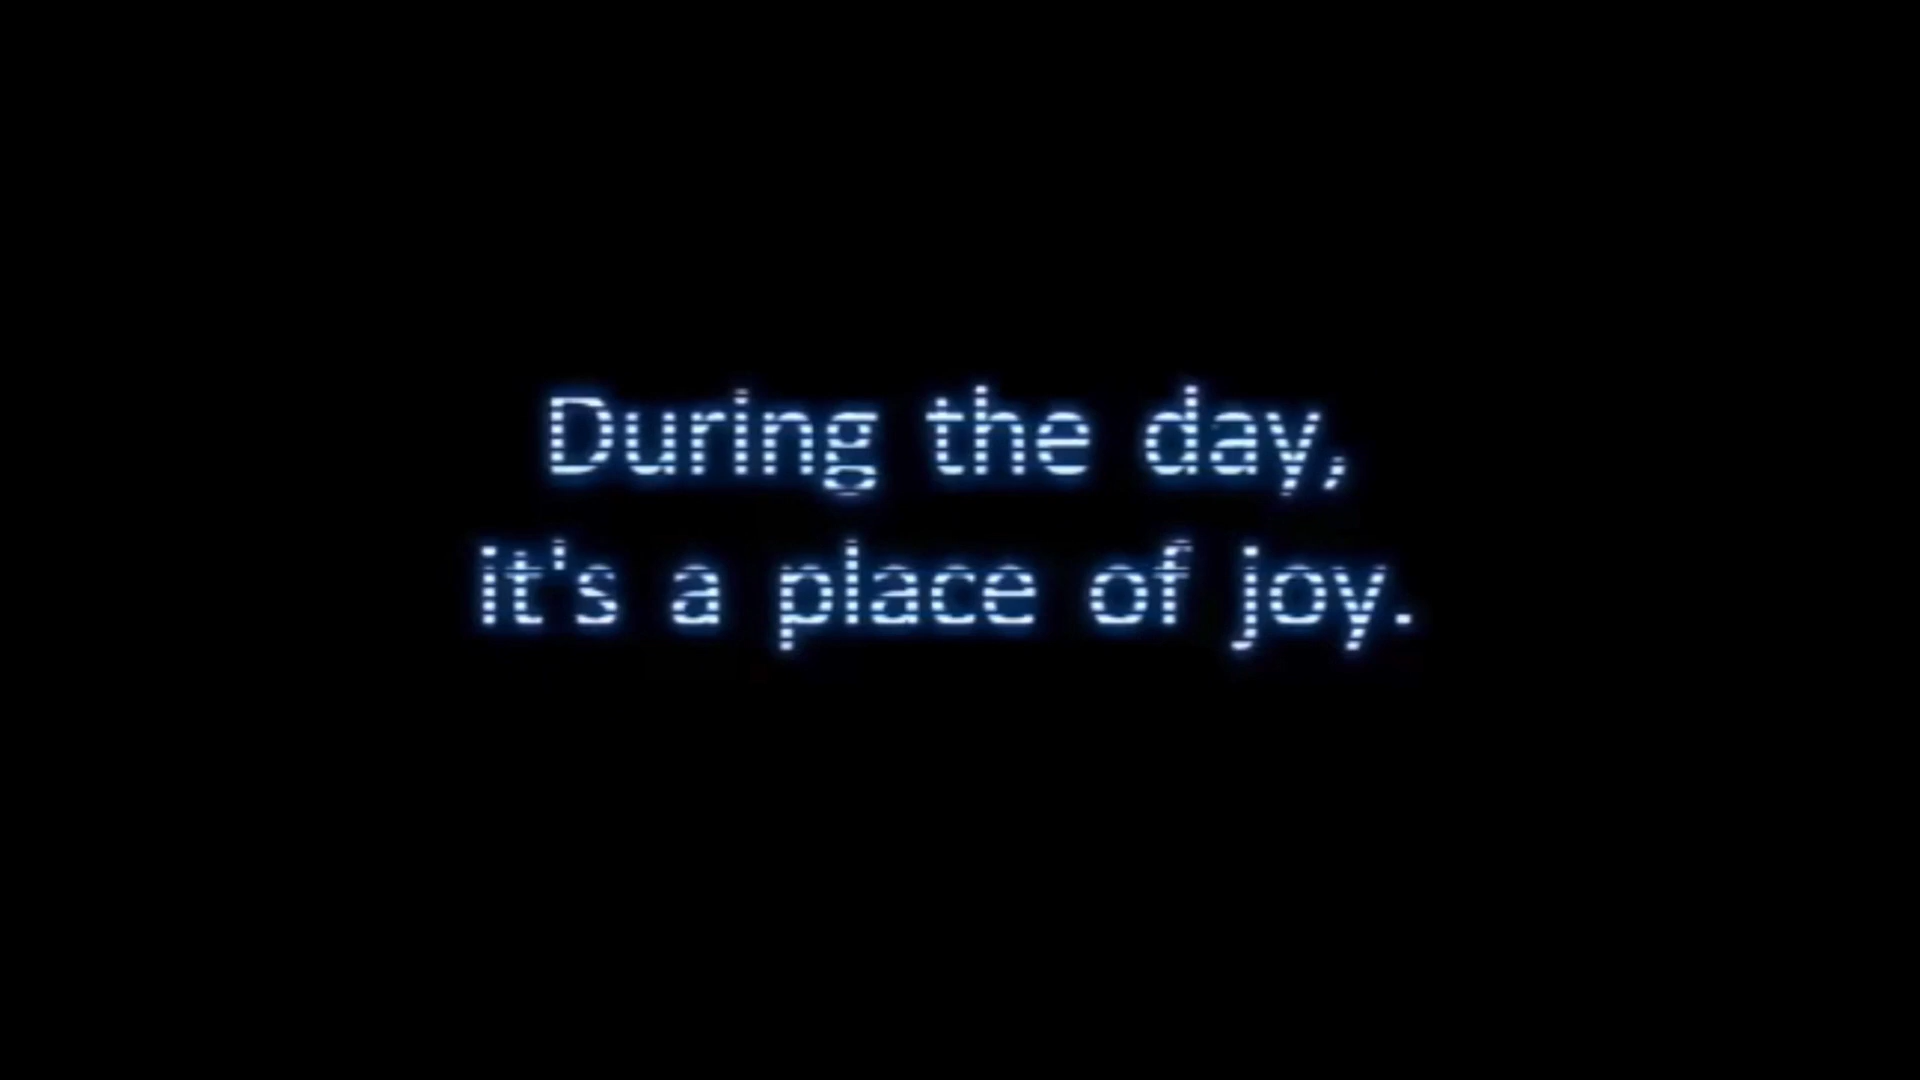 During the day,
it's a place of joy.